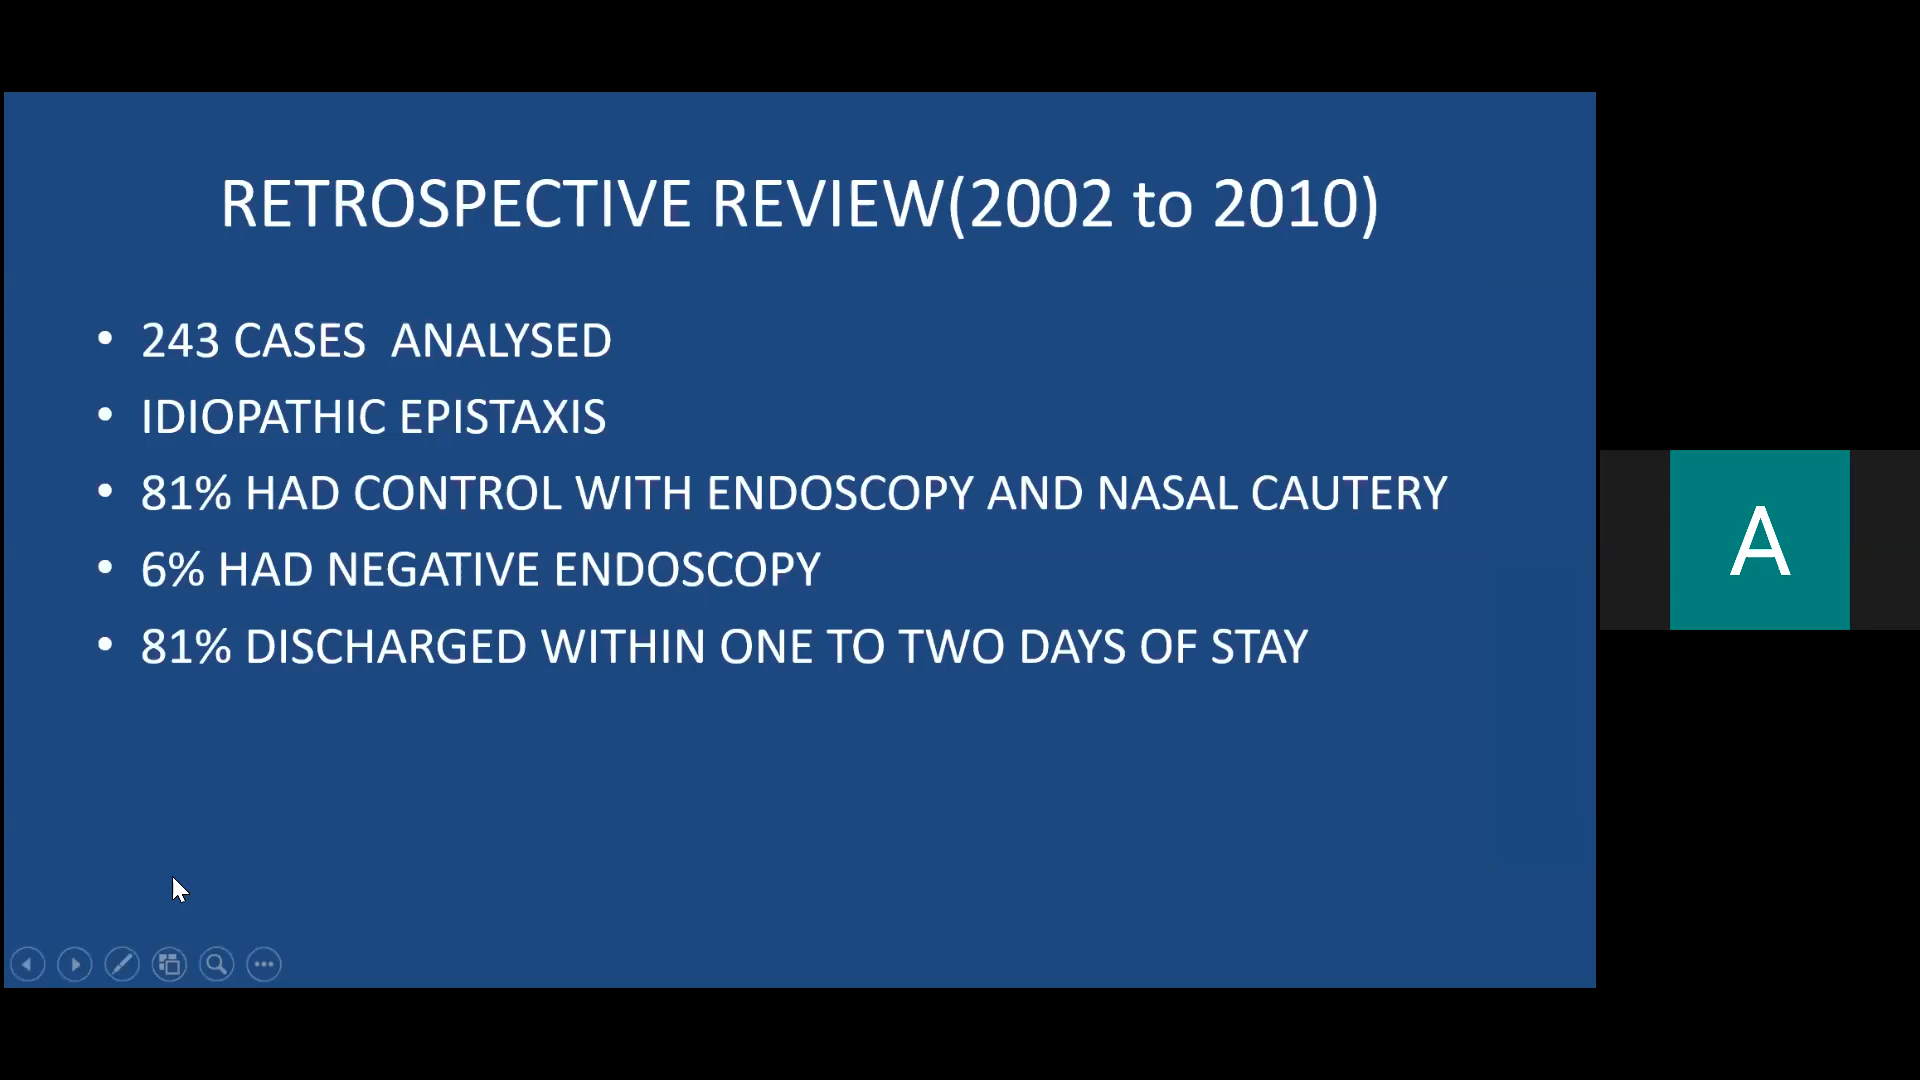 RETROSPECTIVE REVIEW(2002 to 2010)
• 243 CASES  ANALYSED
• IDIOPATHIC EPISTAXIS
• 81% HAD CONTROL WITH ENDOSCOPY AND NASAL CAUTERY
• 6% HAD NEGATIVE ENDOSCOPY
• 81% DISCHARGED WITHIN ONE TO TWO DAYS OF STAY
A